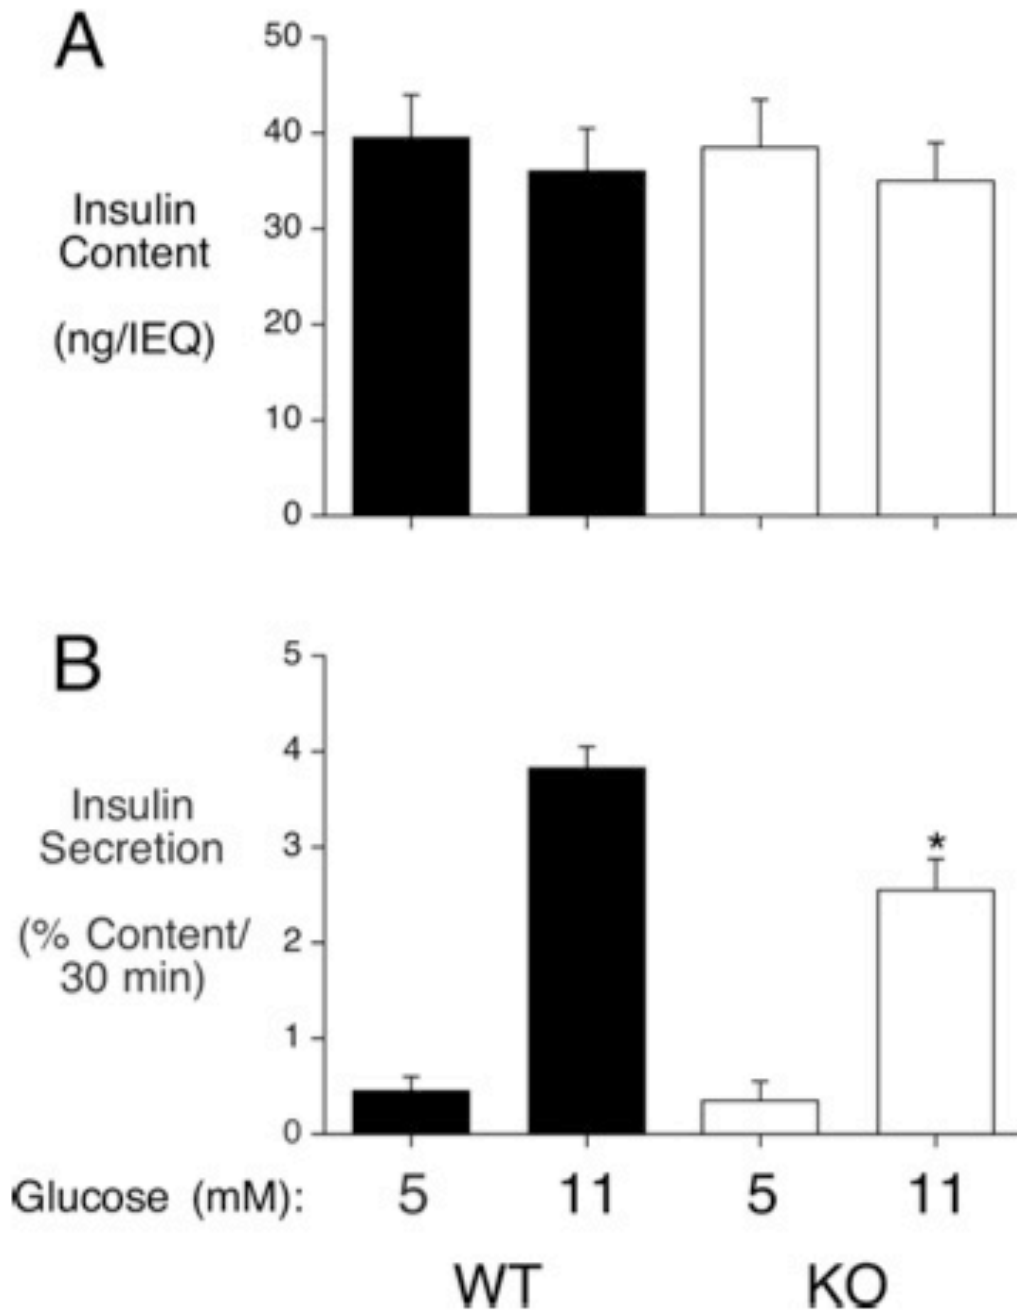 A
50
40
30
20
10
0
Insulin
Content
(ng/IEQ)
B
5
4
3
2
1
0
Insulin
Secretion
(% Content/
30 min)
*
Glucose (mM): 5 11 5 11
WT KO